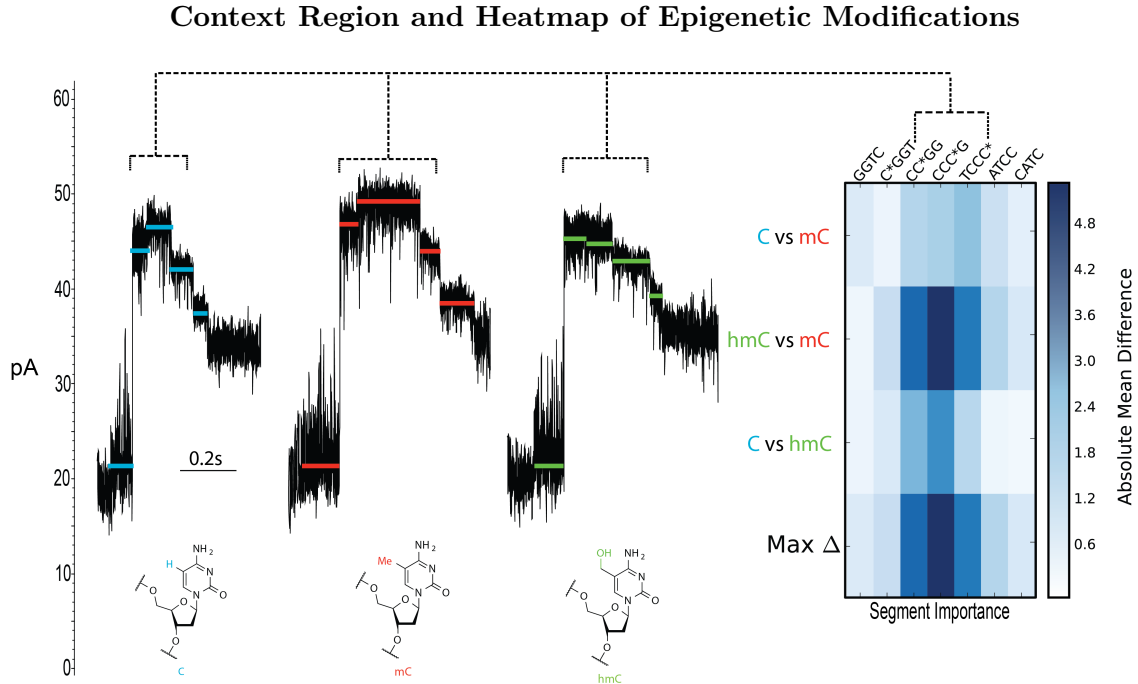 Context Region and Heatmap of Epigenetic Modifications
60
50
40
30
20
10
0
pA
0.2s
H
NH2
N
N
O
O
O
O
C
Me
NH2
N
N
O
O
O
O
mC
OH
NH2
N
N
O
O
O
O
hmC
GGTC
C*GGT
CC*GG
CCC*G
TCCC*
ATCC
CATC
C vs mC
hmC vs mC
C vs hmC
Max Δ
Segment Importance
4.8
4.2
3.6
3.0
2.4
1.8
1.2
0.6
Absolute Mean Difference